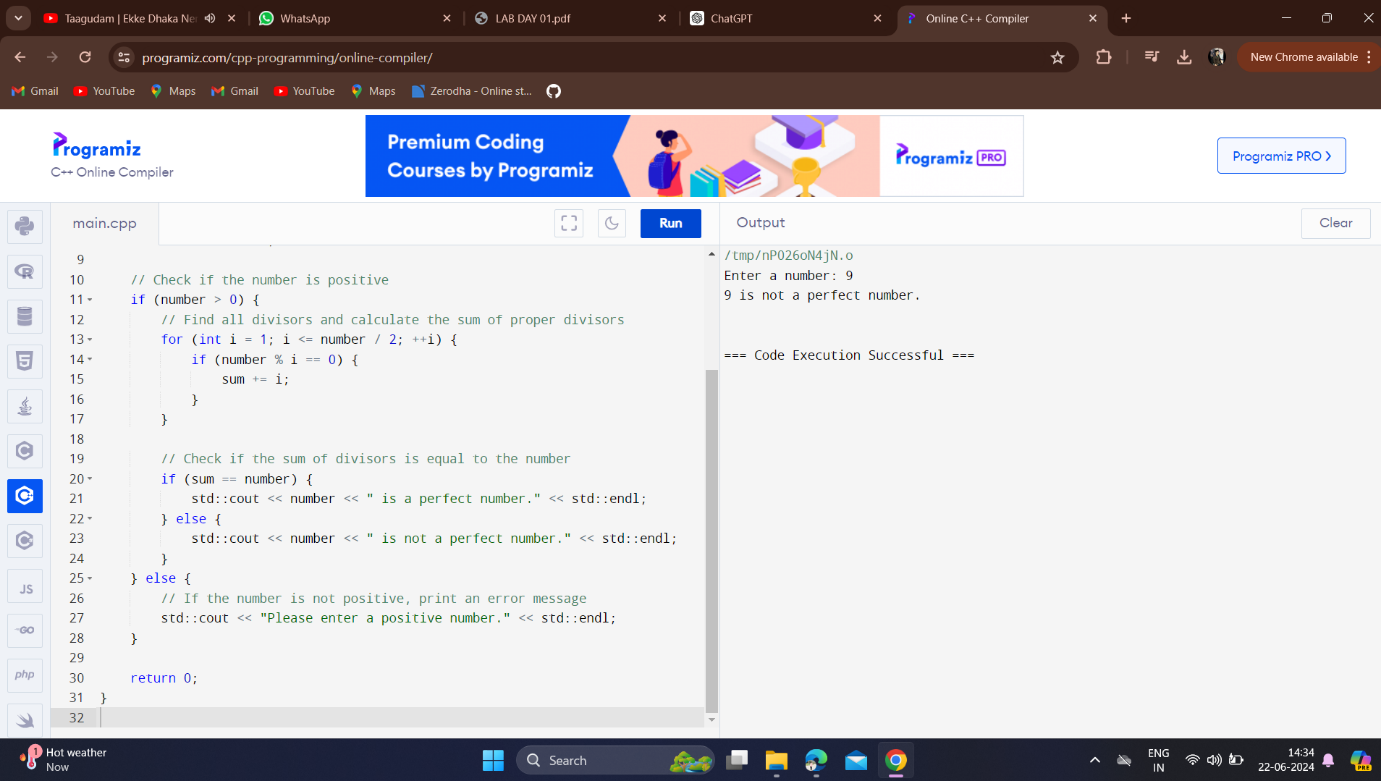 Taagudam | Ekke Dhaka Ne
WhatsApp
LAB DAY 01.pdf
ChatGPT
Online C++ Compiler
programiz.com/cpp-programming/online-compiler/
New Chrome available
Gmail
YouTube
Maps
Gmail
YouTube
Maps
Zerodha - Online st...
Programiz
C++ Online Compiler
Premium Coding
Courses by Programiz
Programiz PRO
Programiz PRO >
main.cpp
Run
Output
Clear
9
10 // Check if the number is positive
11 if (number > 0) {
12 // Find all divisors and calculate the sum of proper divisors
13 for (int i = 1; i <= number / 2; ++i) {
14 if (number % i == 0) {
15 sum += i;
16 }
17 }
18
19 // Check if the sum of divisors is equal to the number
20 if (sum == number) {
21 std::cout << number << " is a perfect number." << std::endl;
22 } else {
23 std::cout << number << " is not a perfect number." << std::endl;
24 }
25 } else {
26 // If the number is not positive, print an error message
27 std::cout << "Please enter a positive number." << std::endl;
28 }
29
30 return 0;
31 }
32
/tmp/nPO26oN4jN.o
Enter a number: 9
9 is not a perfect number.
=== Code Execution Successful ===
JS
GO
php
1
Hot weather
Now
Search
ENG
IN
14:34
22-06-2024
PRE